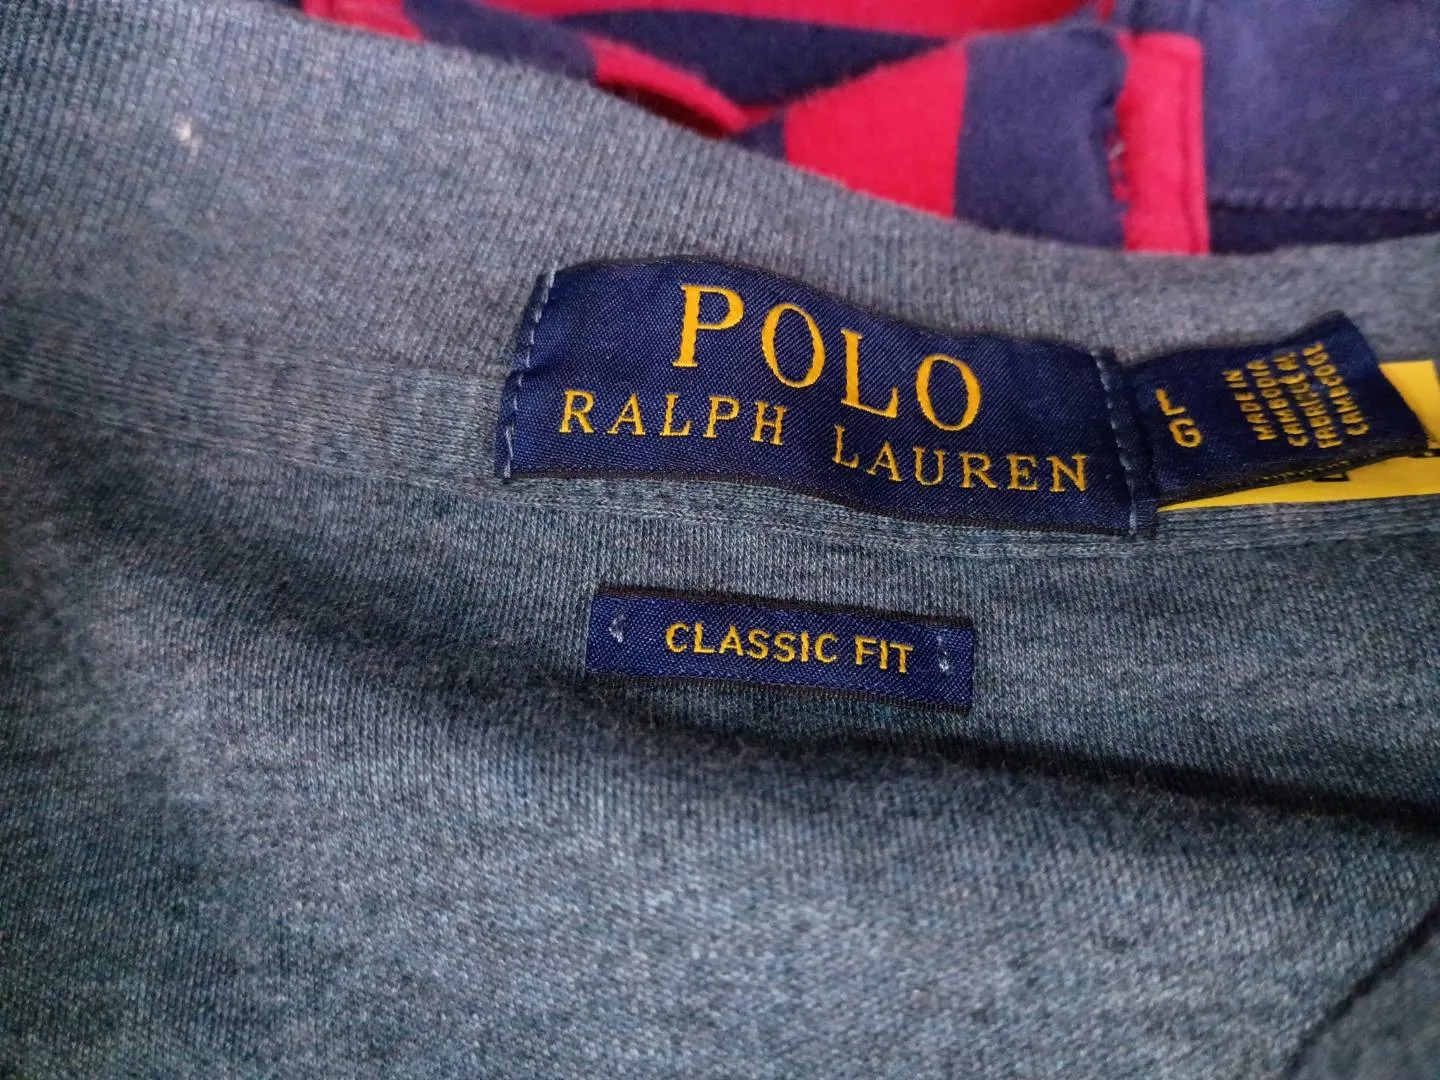 POLO
RALPH LAUREN
L
G
MADE IN
CAMBODIA
FABRIQUÉ AU
CAMBODGE
CLASSIC FIT